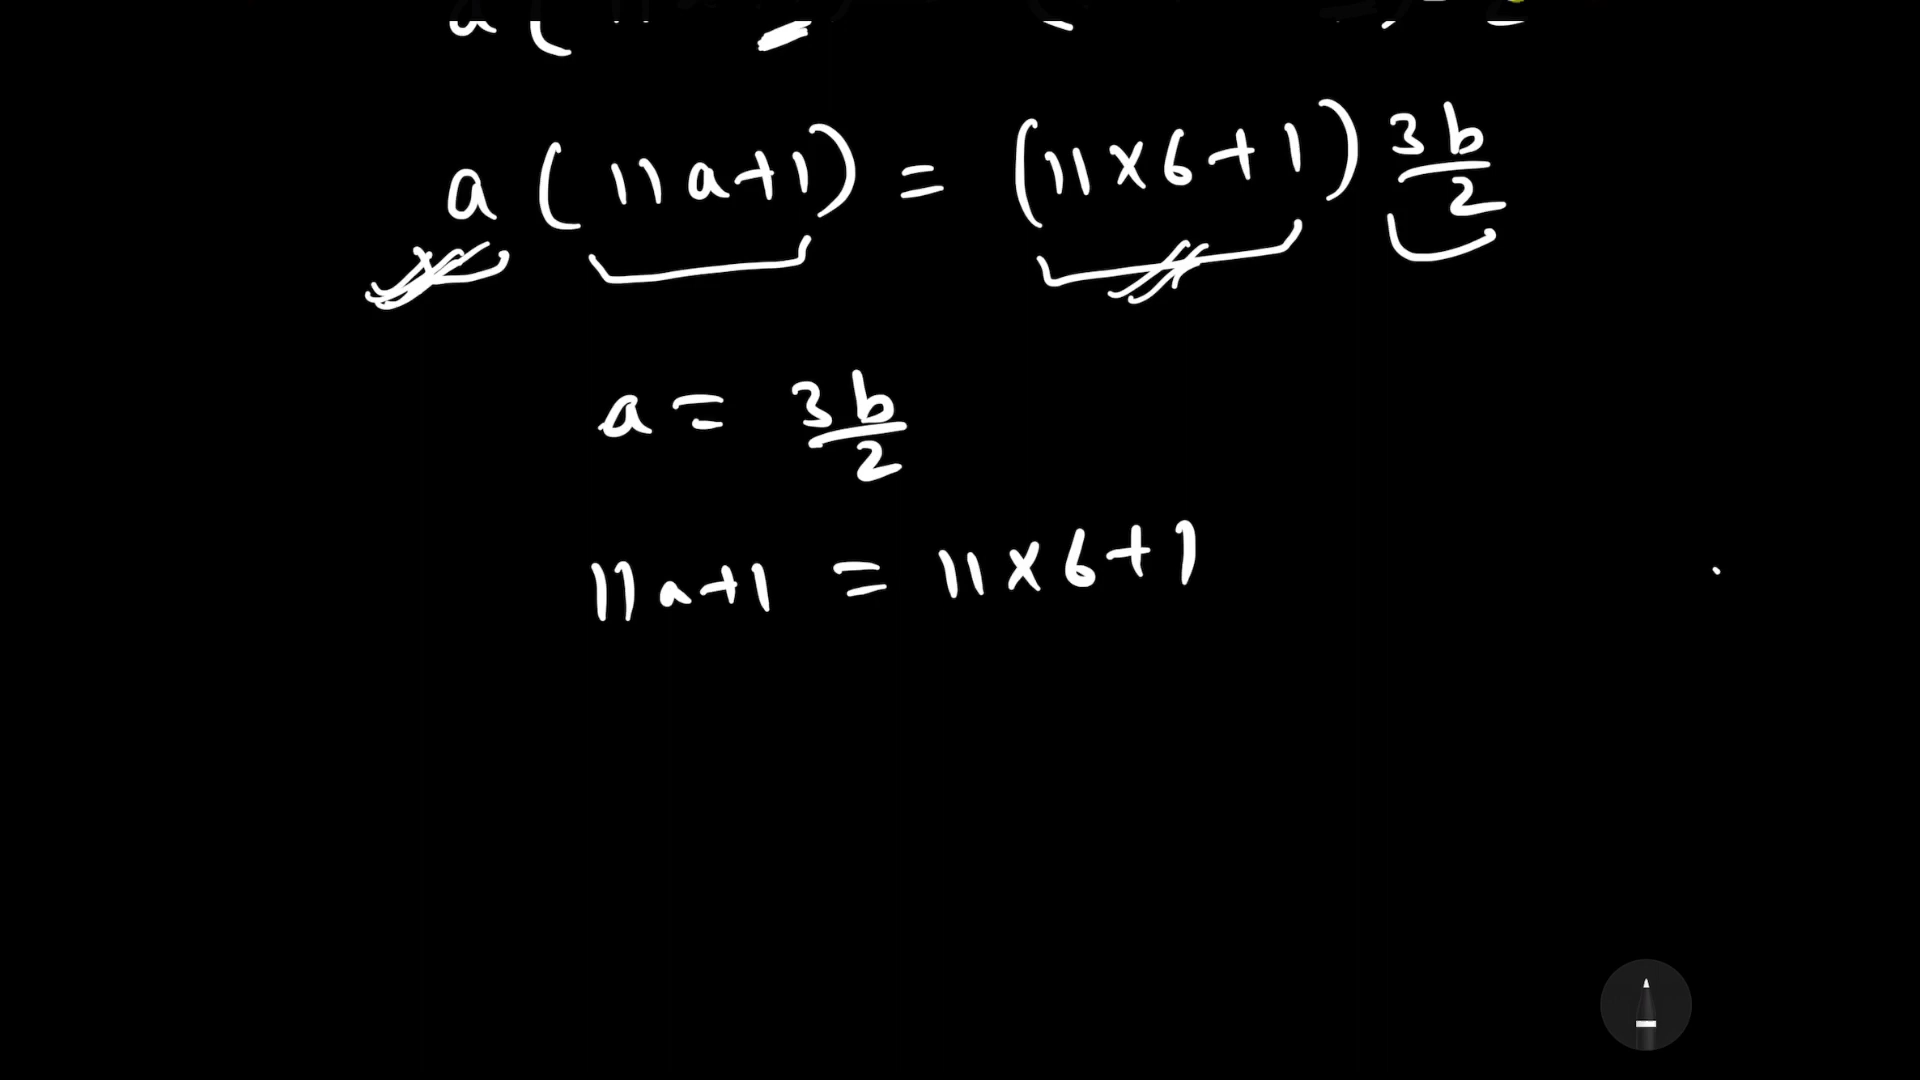 a ( 11a+1) = (11×6+1) 3b/2
a = 3b/2
11a+1 = 11×6+1